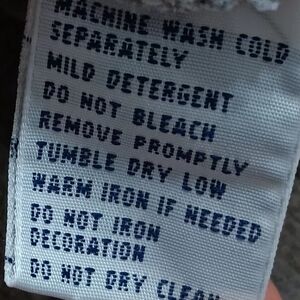 MACHINE WASH COLD
SEPARATELY
MILD DETERGENT
DO NOT BLEACH
REMOVE PROMPTLY
TUMBLE DRY LOW
WARM IRON IF NEEDED
DO NOT IRON
DECORATION
DO NOT DRY CLEAN